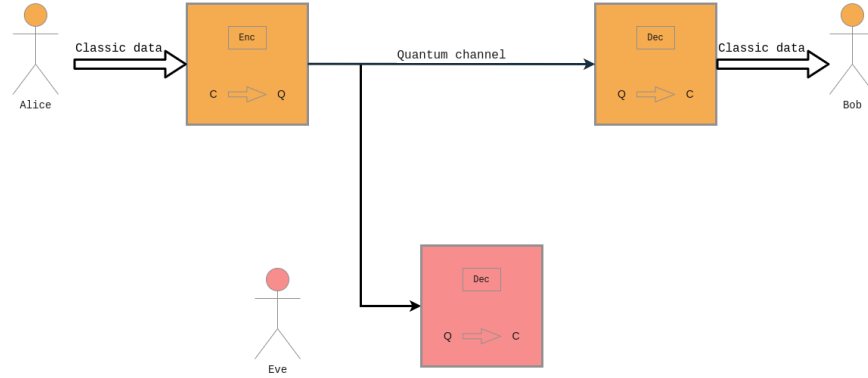 Enc
Dec
Classic data
Quantum channel
Classic data
C Q
Q C
Alice
Bob
Dec
Q C
Eve